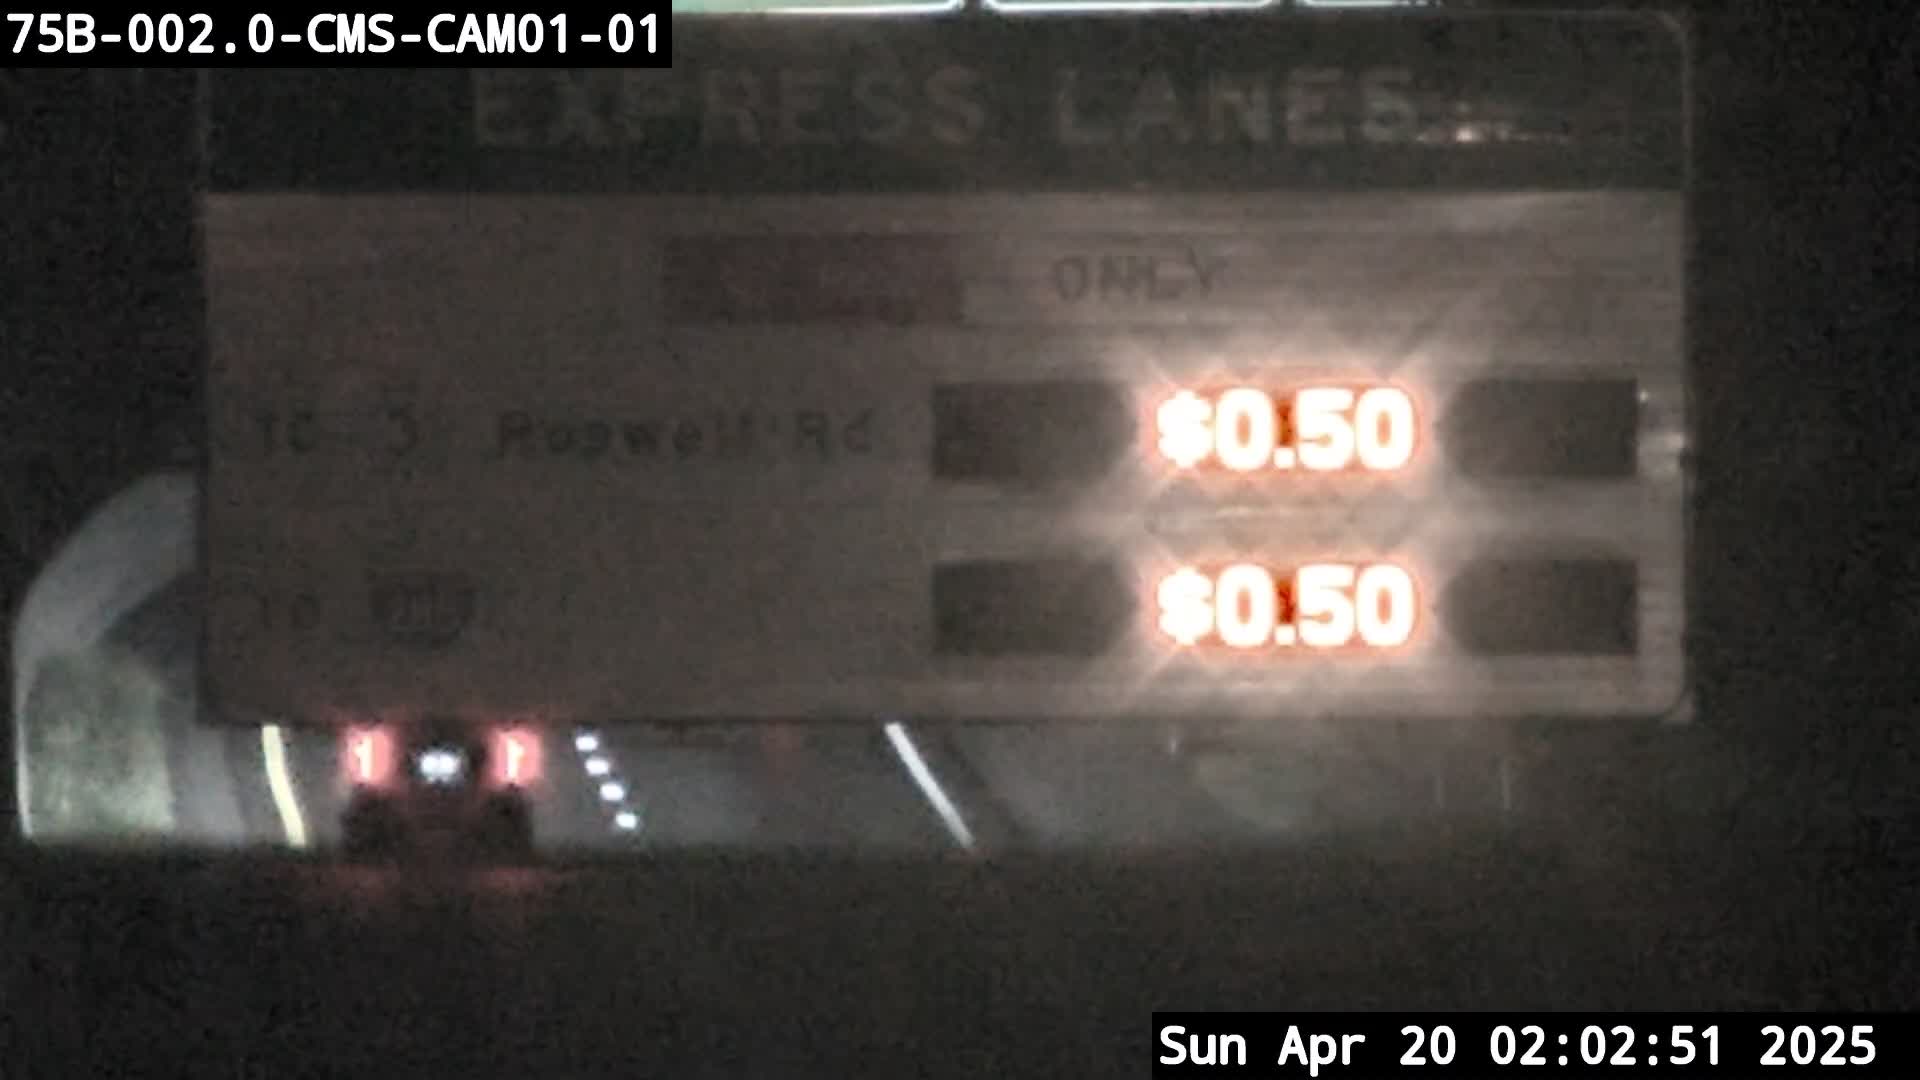 75B-002.0-CMS-CAM01-01
EXPRESS LANES
ONLY
TO Roswell Rd $0.50
TO $0.50
Sun Apr 20 02:02:51 2025